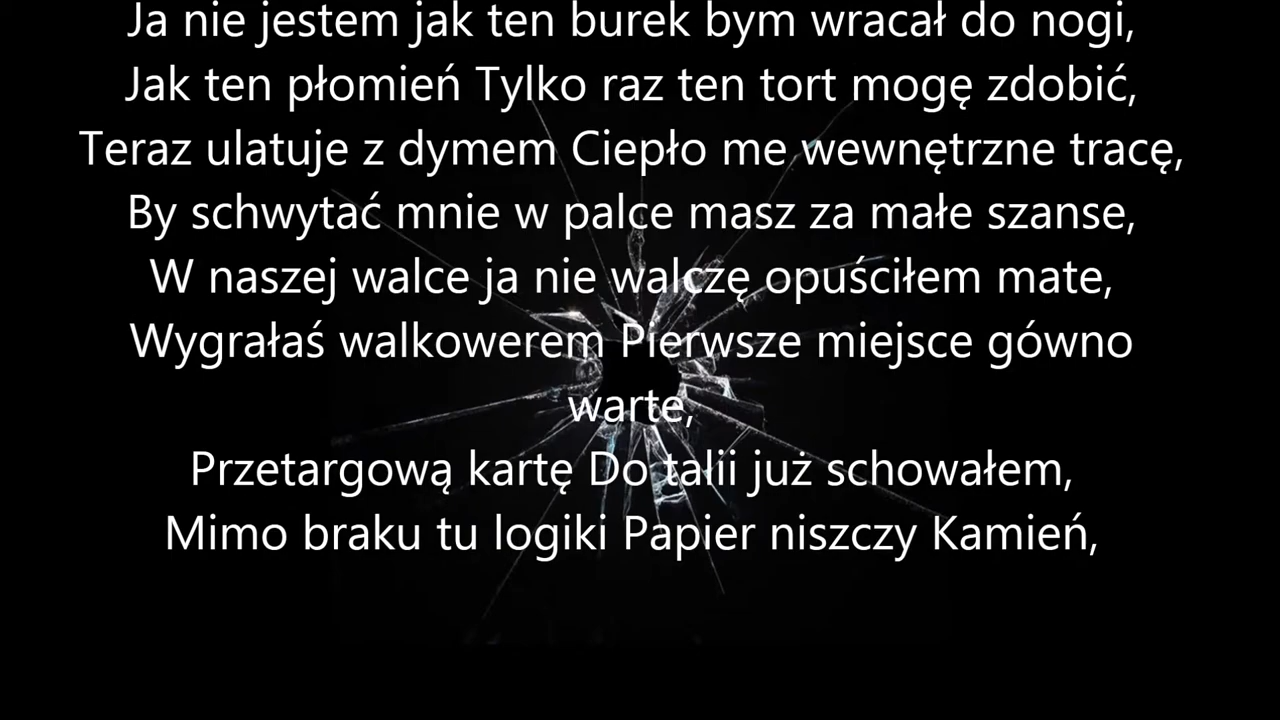 Ja nie jestem jak ten burek bym wracał do nogi,
Jak ten płomień Tylko raz ten tort mogę zdobić,
Teraz ulatuje z dymem Ciepło me wewnętrzne tracę,
By schwytać mnie w palce masz za małe szanse,
W naszej walce ja nie walczę opuściłem mate,
Wygrałaś walkowerem Pierwsze miejsce gówno
warte,
Przetargową kartę Do talii już schowałem,
Mimo braku tu logiki Papier niszczy Kamień,